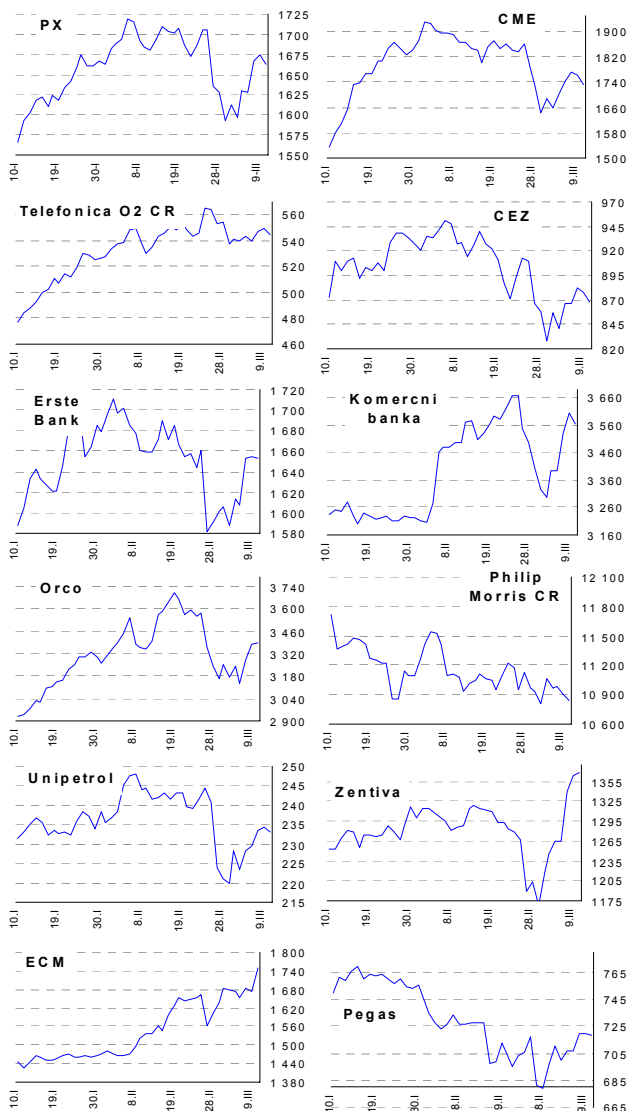 PX
1725
1700
1675
1650
1625
1600
1575
1550
10-I
19-I
30-I
8-II
19-II
28-II
9-III
CME
1900
1820
1740
1660
1580
1500
10.I
19.I
30.I
8.II
19.II
28.II
9.III
Telefonica O2 CR
560
540
520
500
480
460
10.I
19.I
30.I
8.II
19.II
28.II
9.III
CEZ
970
945
920
895
870
845
820
10.I
19.I
30.I
8.II
19.II
28.II
9.III
Erste
Bank
1 720
1 700
1 680
1 660
1 640
1 620
1 600
1 580
10.I
19.I
30.I
8.II
19.II
28.II
9.III
Komercni
banka
3 660
3 560
3 460
3 360
3 260
3 160
10.I
19.I
30.I
8.II
19.II
28.II
9.III
Orco
3 740
3 600
3 460
3 320
3 180
3 040
2 900
10.I
19.I
30.I
8.II
19.II
28.II
9.III
Philip
Morris CR
12 100
11 800
11 500
11 200
10 900
10 600
10.I
19.I
30.I
8.II
19.II
28.II
9.III
Unipetrol
250
245
240
235
230
225
220
215
10.I
19.I
30.I
8.II
19.II
28.II
9.III
Zentiva
1355
1325
1295
1265
1235
1205
1175
10.I
19.I
30.I
8.II
19.II
28.II
9.III
ECM
1 800
1 740
1 680
1 620
1 560
1 500
1 440
1 380
10.I
19.I
30.I
8.II
19.II
28.II
9.III
Pegas
765
745
725
705
685
665
10.I
19.I
30.I
8.II
19.II
28.II
9.III